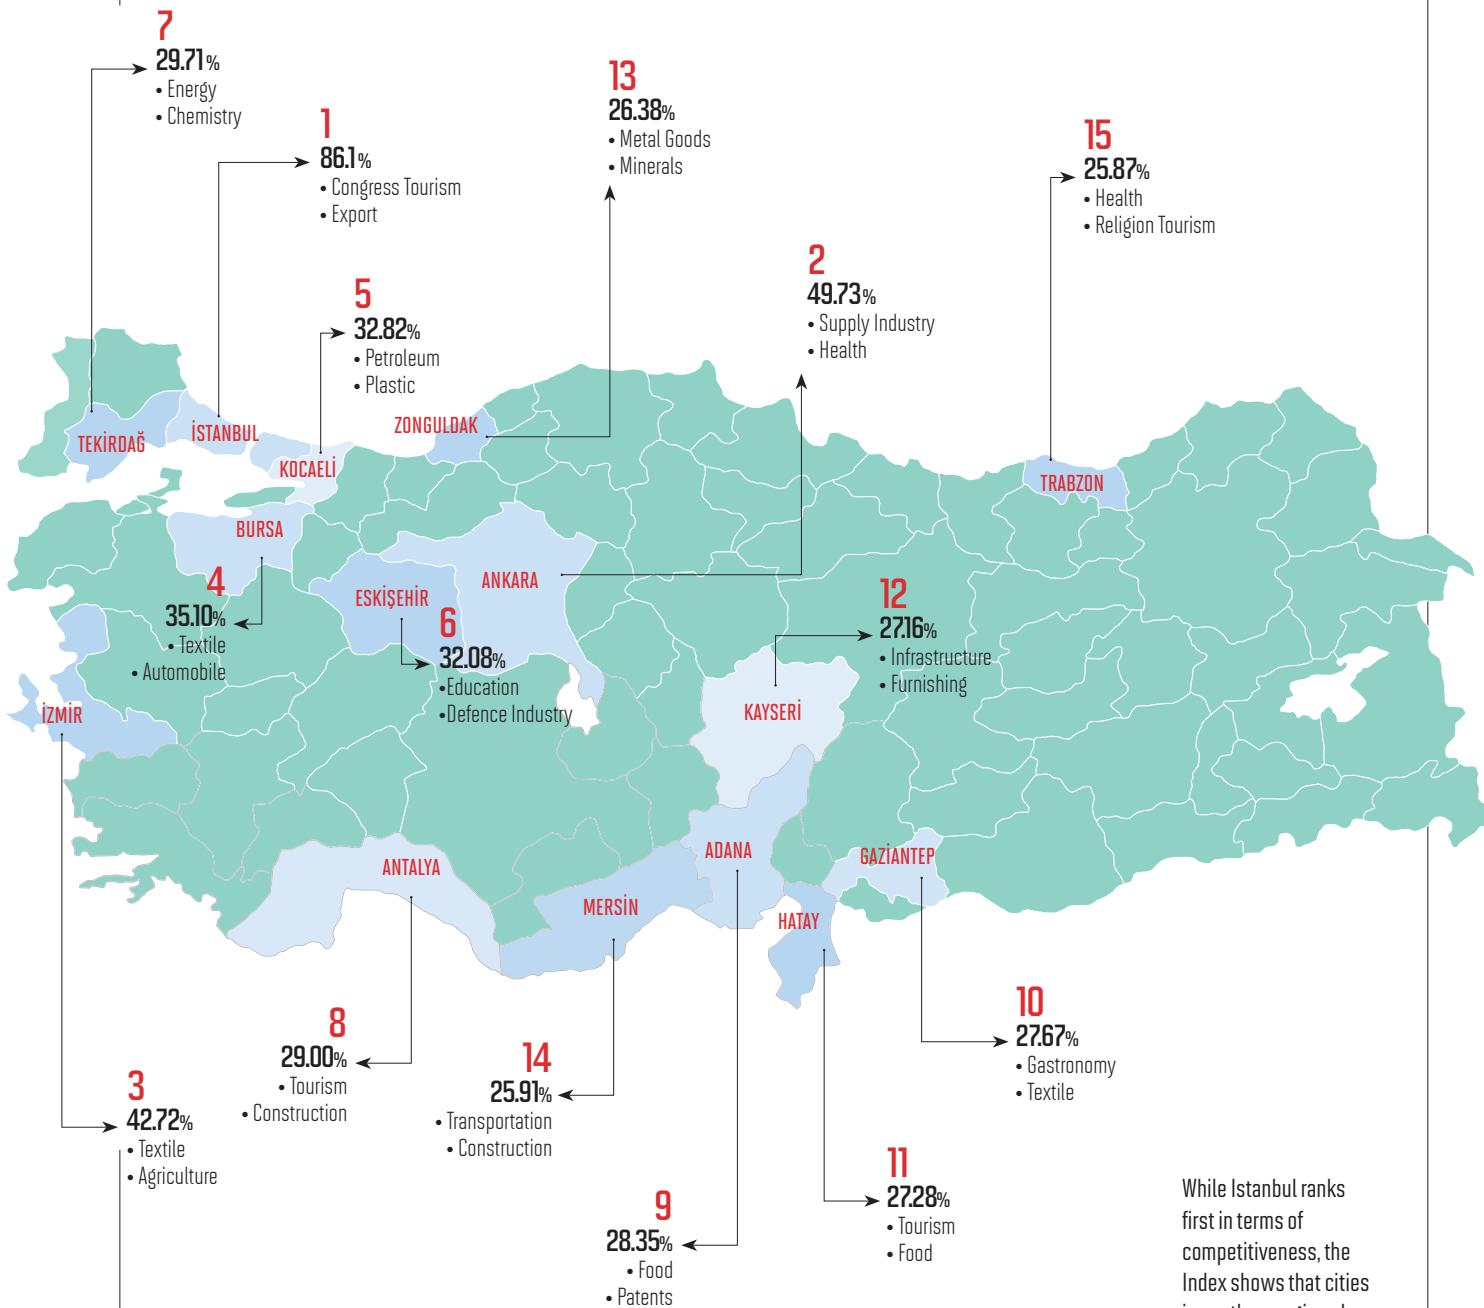 7
29.71%
• Energy
• Chemistry
1
86.1%
• Congress Tourism
• Export
13
26.38%
• Metal Goods
• Minerals
15
25.87%
• Health
• Religion Tourism
5
32.82%
• Petroleum
• Plastic
2
49.73%
• Supply Industry
• Health
TEKİRDAĞ
İSTANBUL
ZONGULDAK
KOCAELİ
TRABZON
BURSA
ANKARA
ESKİŞEHİR
4
35.10%
• Textile
• Automobile
6
32.08%
•Education
•Defence Industry
12
27.16%
• Infrastructure
• Furnishing
İZMİR
KAYSERİ
ADANA
GAZİANTEP
ANTALYA
MERSİN
HATAY
3
42.72%
• Textile
• Agriculture
8
29.00%
• Tourism
• Construction
14
25.91%
• Transportation
• Construction
9
28.35%
• Food
• Patents
11
27.28%
• Tourism
• Food
10
27.67%
• Gastronomy
• Textile
While Istanbul ranks
first in terms of
competitiveness, the
Index shows that cities